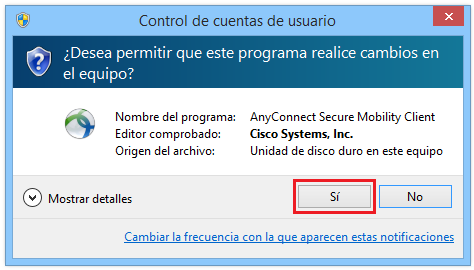 Control de cuentas de usuario
¿Desea permitir que este programa realice cambios en
el equipo?
Nombre del programa: AnyConnect Secure Mobility Client
Editor comprobado: Cisco Systems, Inc.
Origen del archivo: Unidad de disco duro en este equipo
Mostrar detalles
Sí
No
Cambiar la frecuencia con la que aparecen estas notificaciones